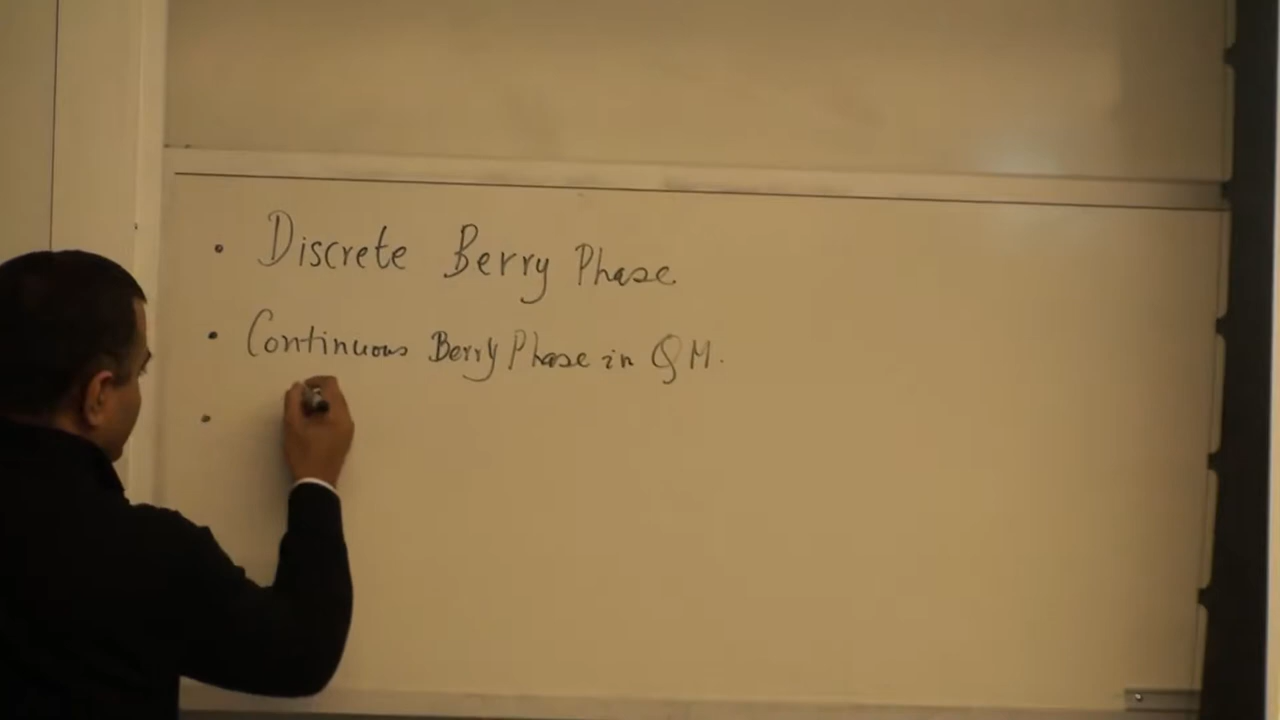 • Discrete Berry Phase
• Continuous Berry Phase in QM.
•